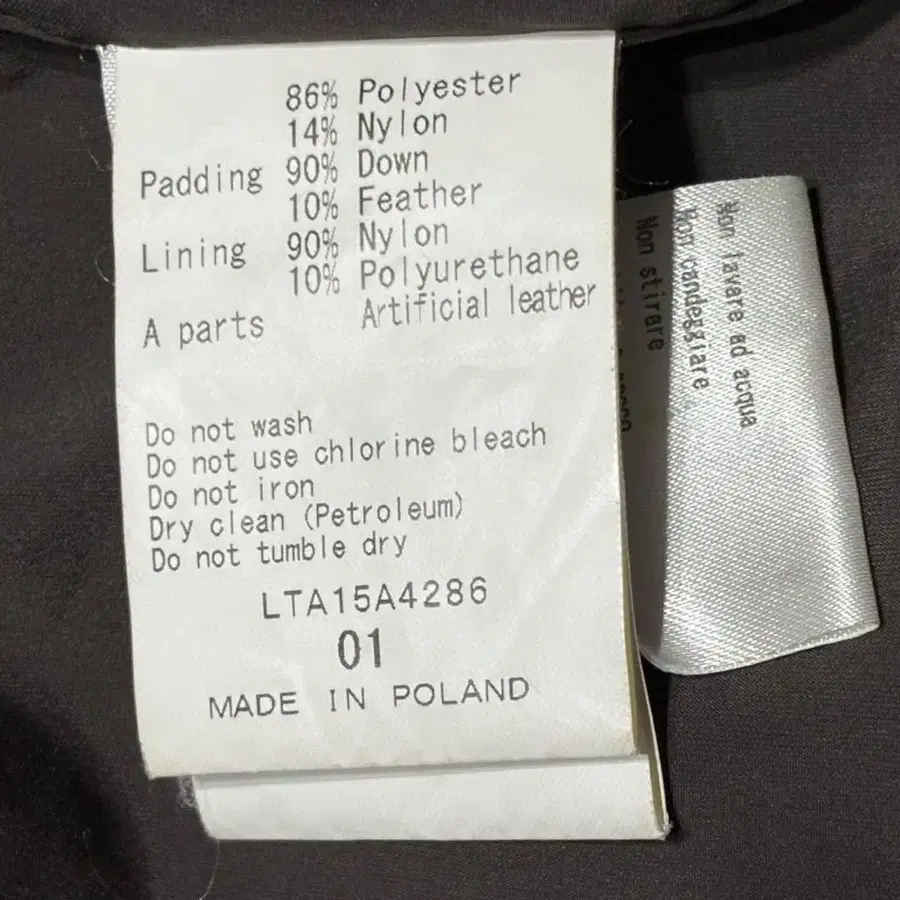 86% Polyester
14% Nylon
Padding 90% Down
10% Feather
Lining 90% Nylon
10% Polyurethane
A parts Artificial leather
Do not wash
Do not use chlorine bleach
Do not iron
Dry clean (Petroleum)
Do not tumble dry
LTA15A4286
01
MADE IN POLAND
Non lavare ad acqua
Non candeggiare
Non stirare